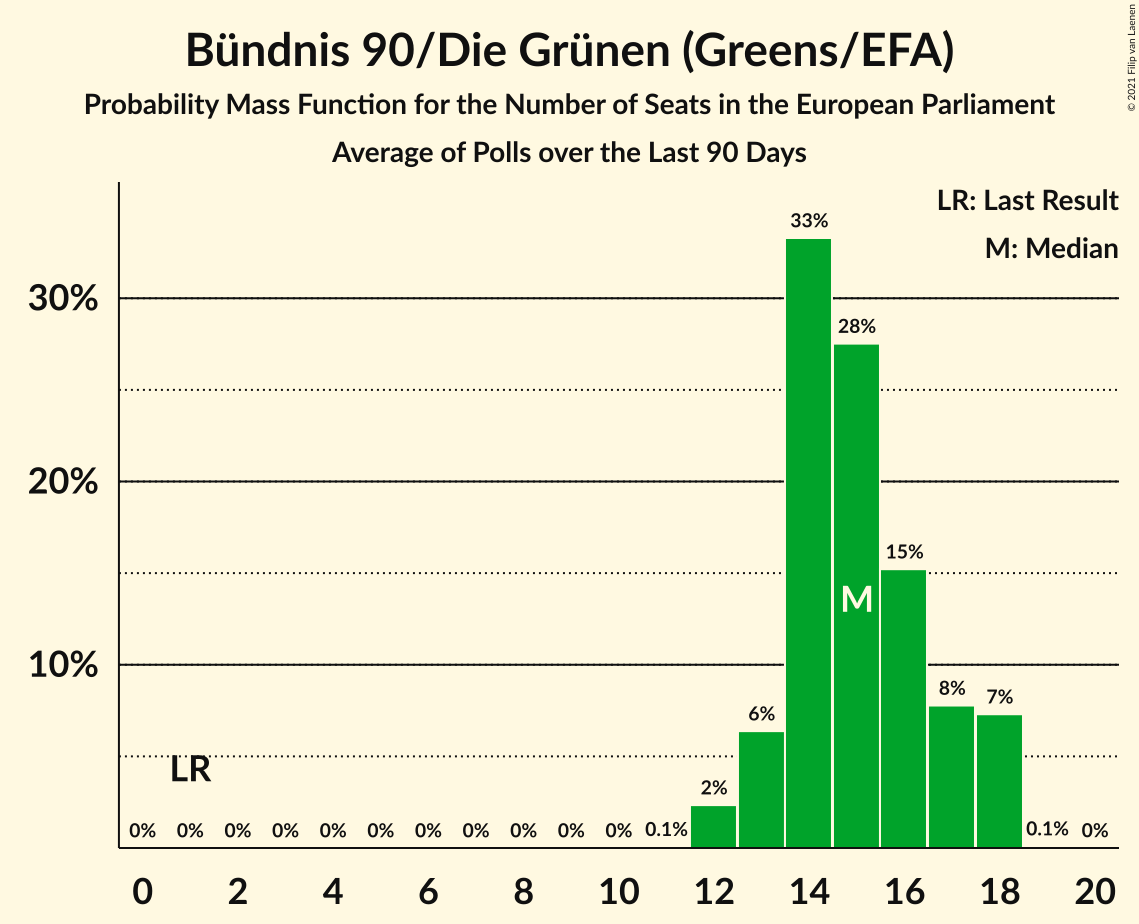 Bündnis 90/Die Grünen (Greens/EFA)
Probability Mass Function for the Number of Seats in the European Parliament
Average of Polls over the Last 90 Days
© 2021 Filip van Laenen
LR: Last Result
M: Median
30%
20%
10%
33%
28%
15%
M
8%
7%
6%
LR
2%
0% 0% 0% 0% 0% 0% 0% 0% 0% 0% 0% 0.1% 0.1% 0%
0 2 4 6 8 10 12 14 16 18 20